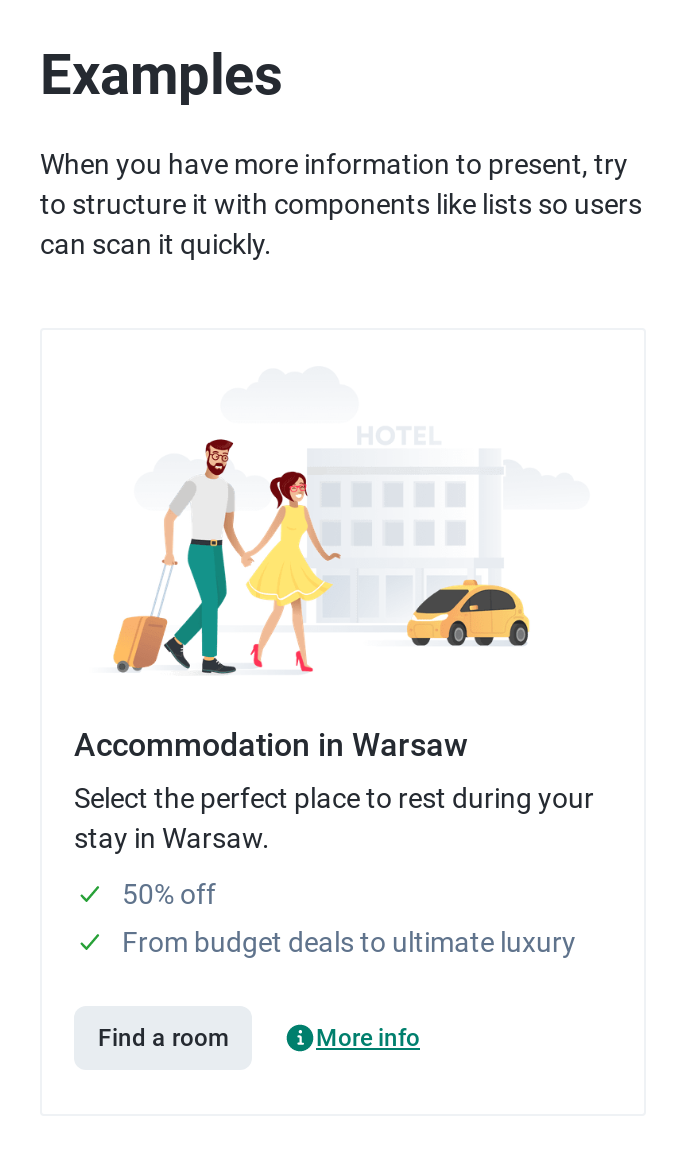 Examples
When you have more information to present, try
to structure it with components like lists so users
can scan it quickly.
HOTEL
Accommodation in Warsaw
Select the perfect place to rest during your
stay in Warsaw.
50% off
From budget deals to ultimate luxury
Find a room More info